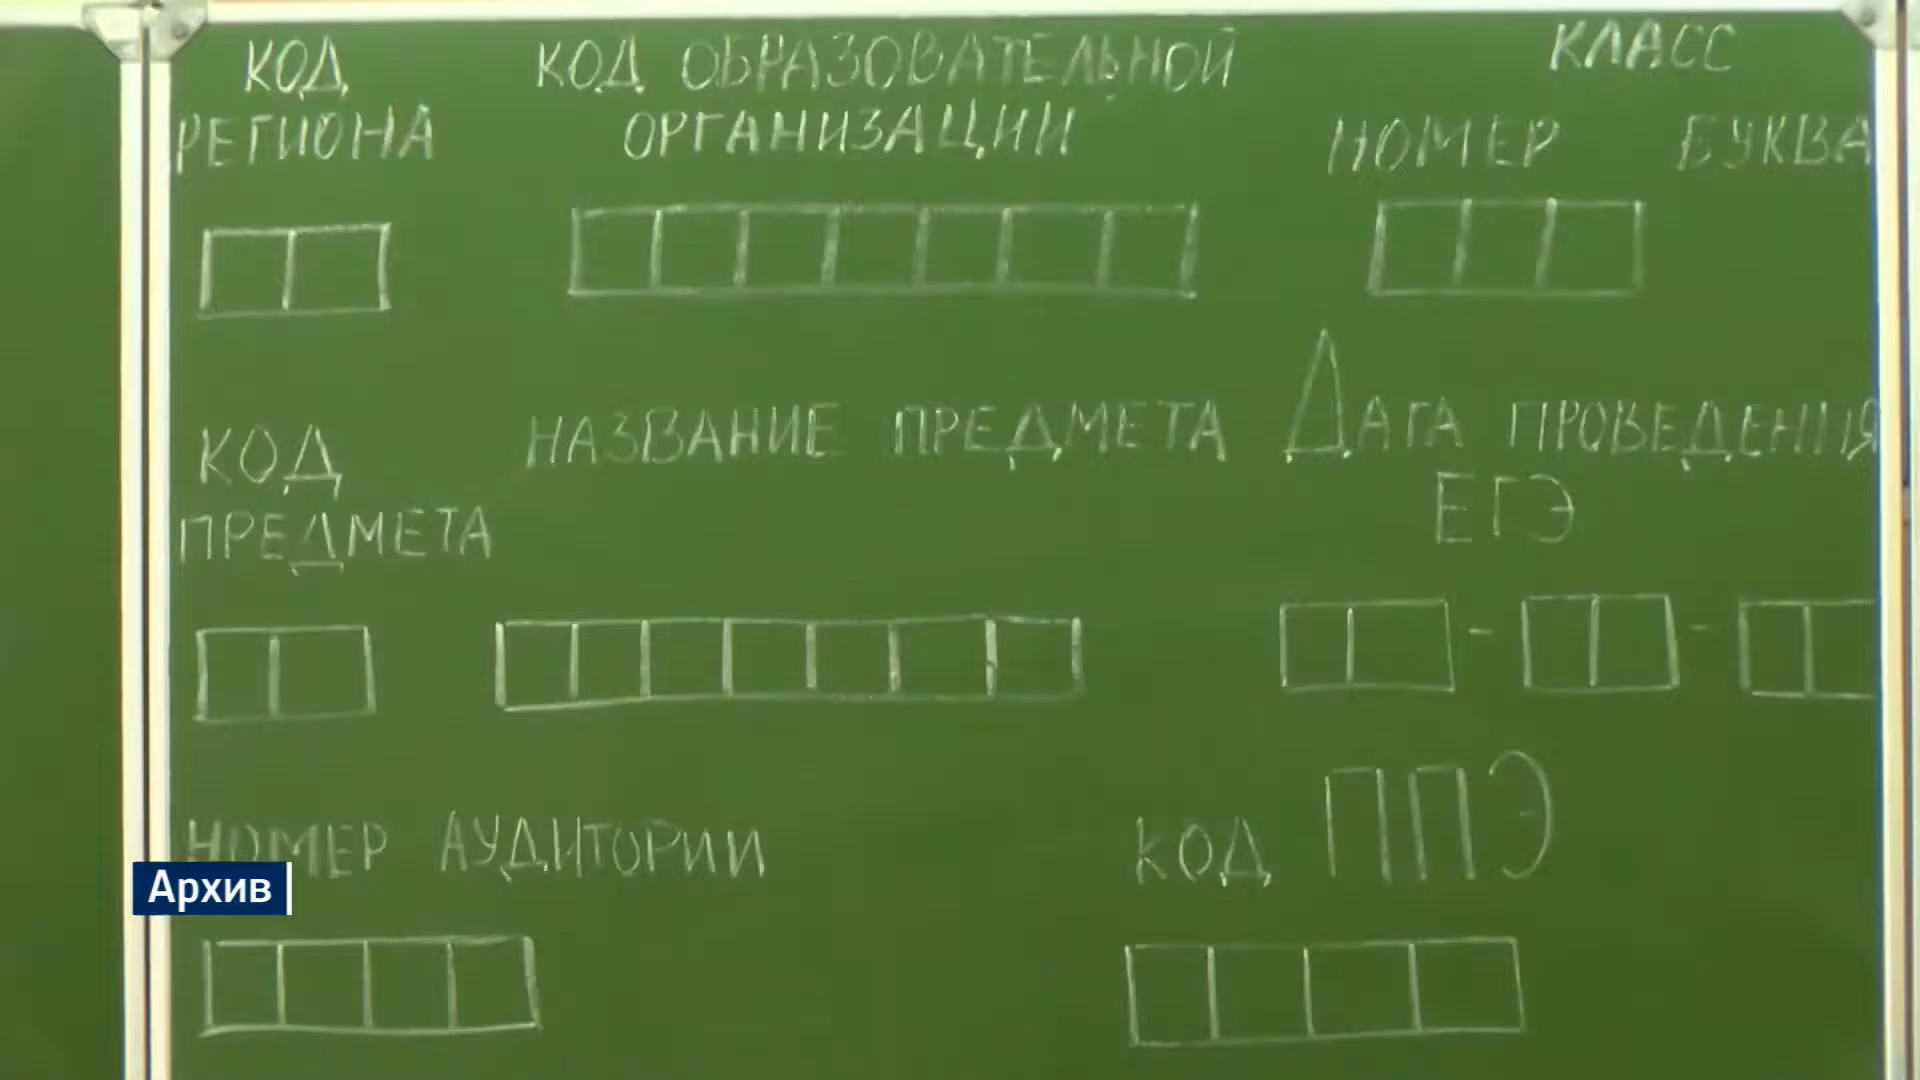 КОД
РЕГИОНА
КОД ОБРАЗОВАТЕЛЬНОЙ
ОРГАНИЗАЦИИ
КЛАСС
НОМЕР БУКВА
КОД
ПРЕДМЕТА
НАЗВАНИЕ ПРЕДМЕТА
ДАГА ПРОВЕДЕНИЯ
ЕГЭ
- -
НОМЕР АУДИТОРИИ
КОД ППЭ
Архив